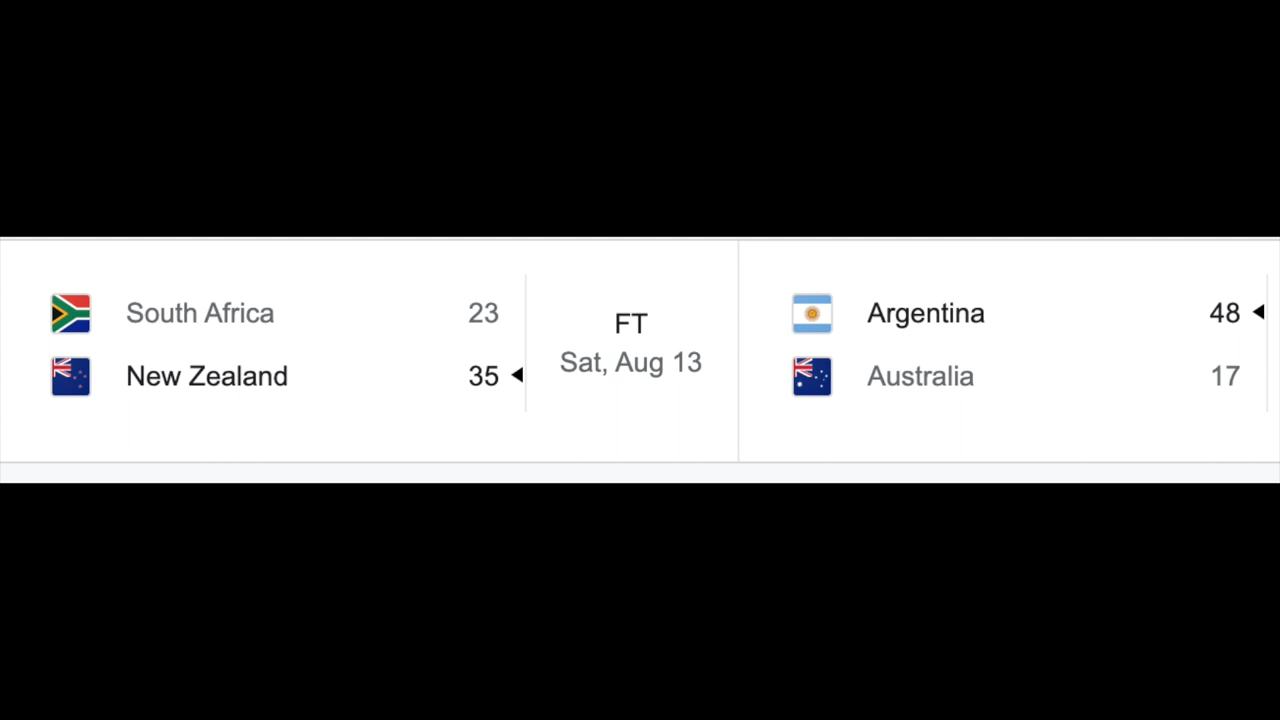 South Africa 23
New Zealand 35
FT
Sat, Aug 13
Argentina 48
Australia 17